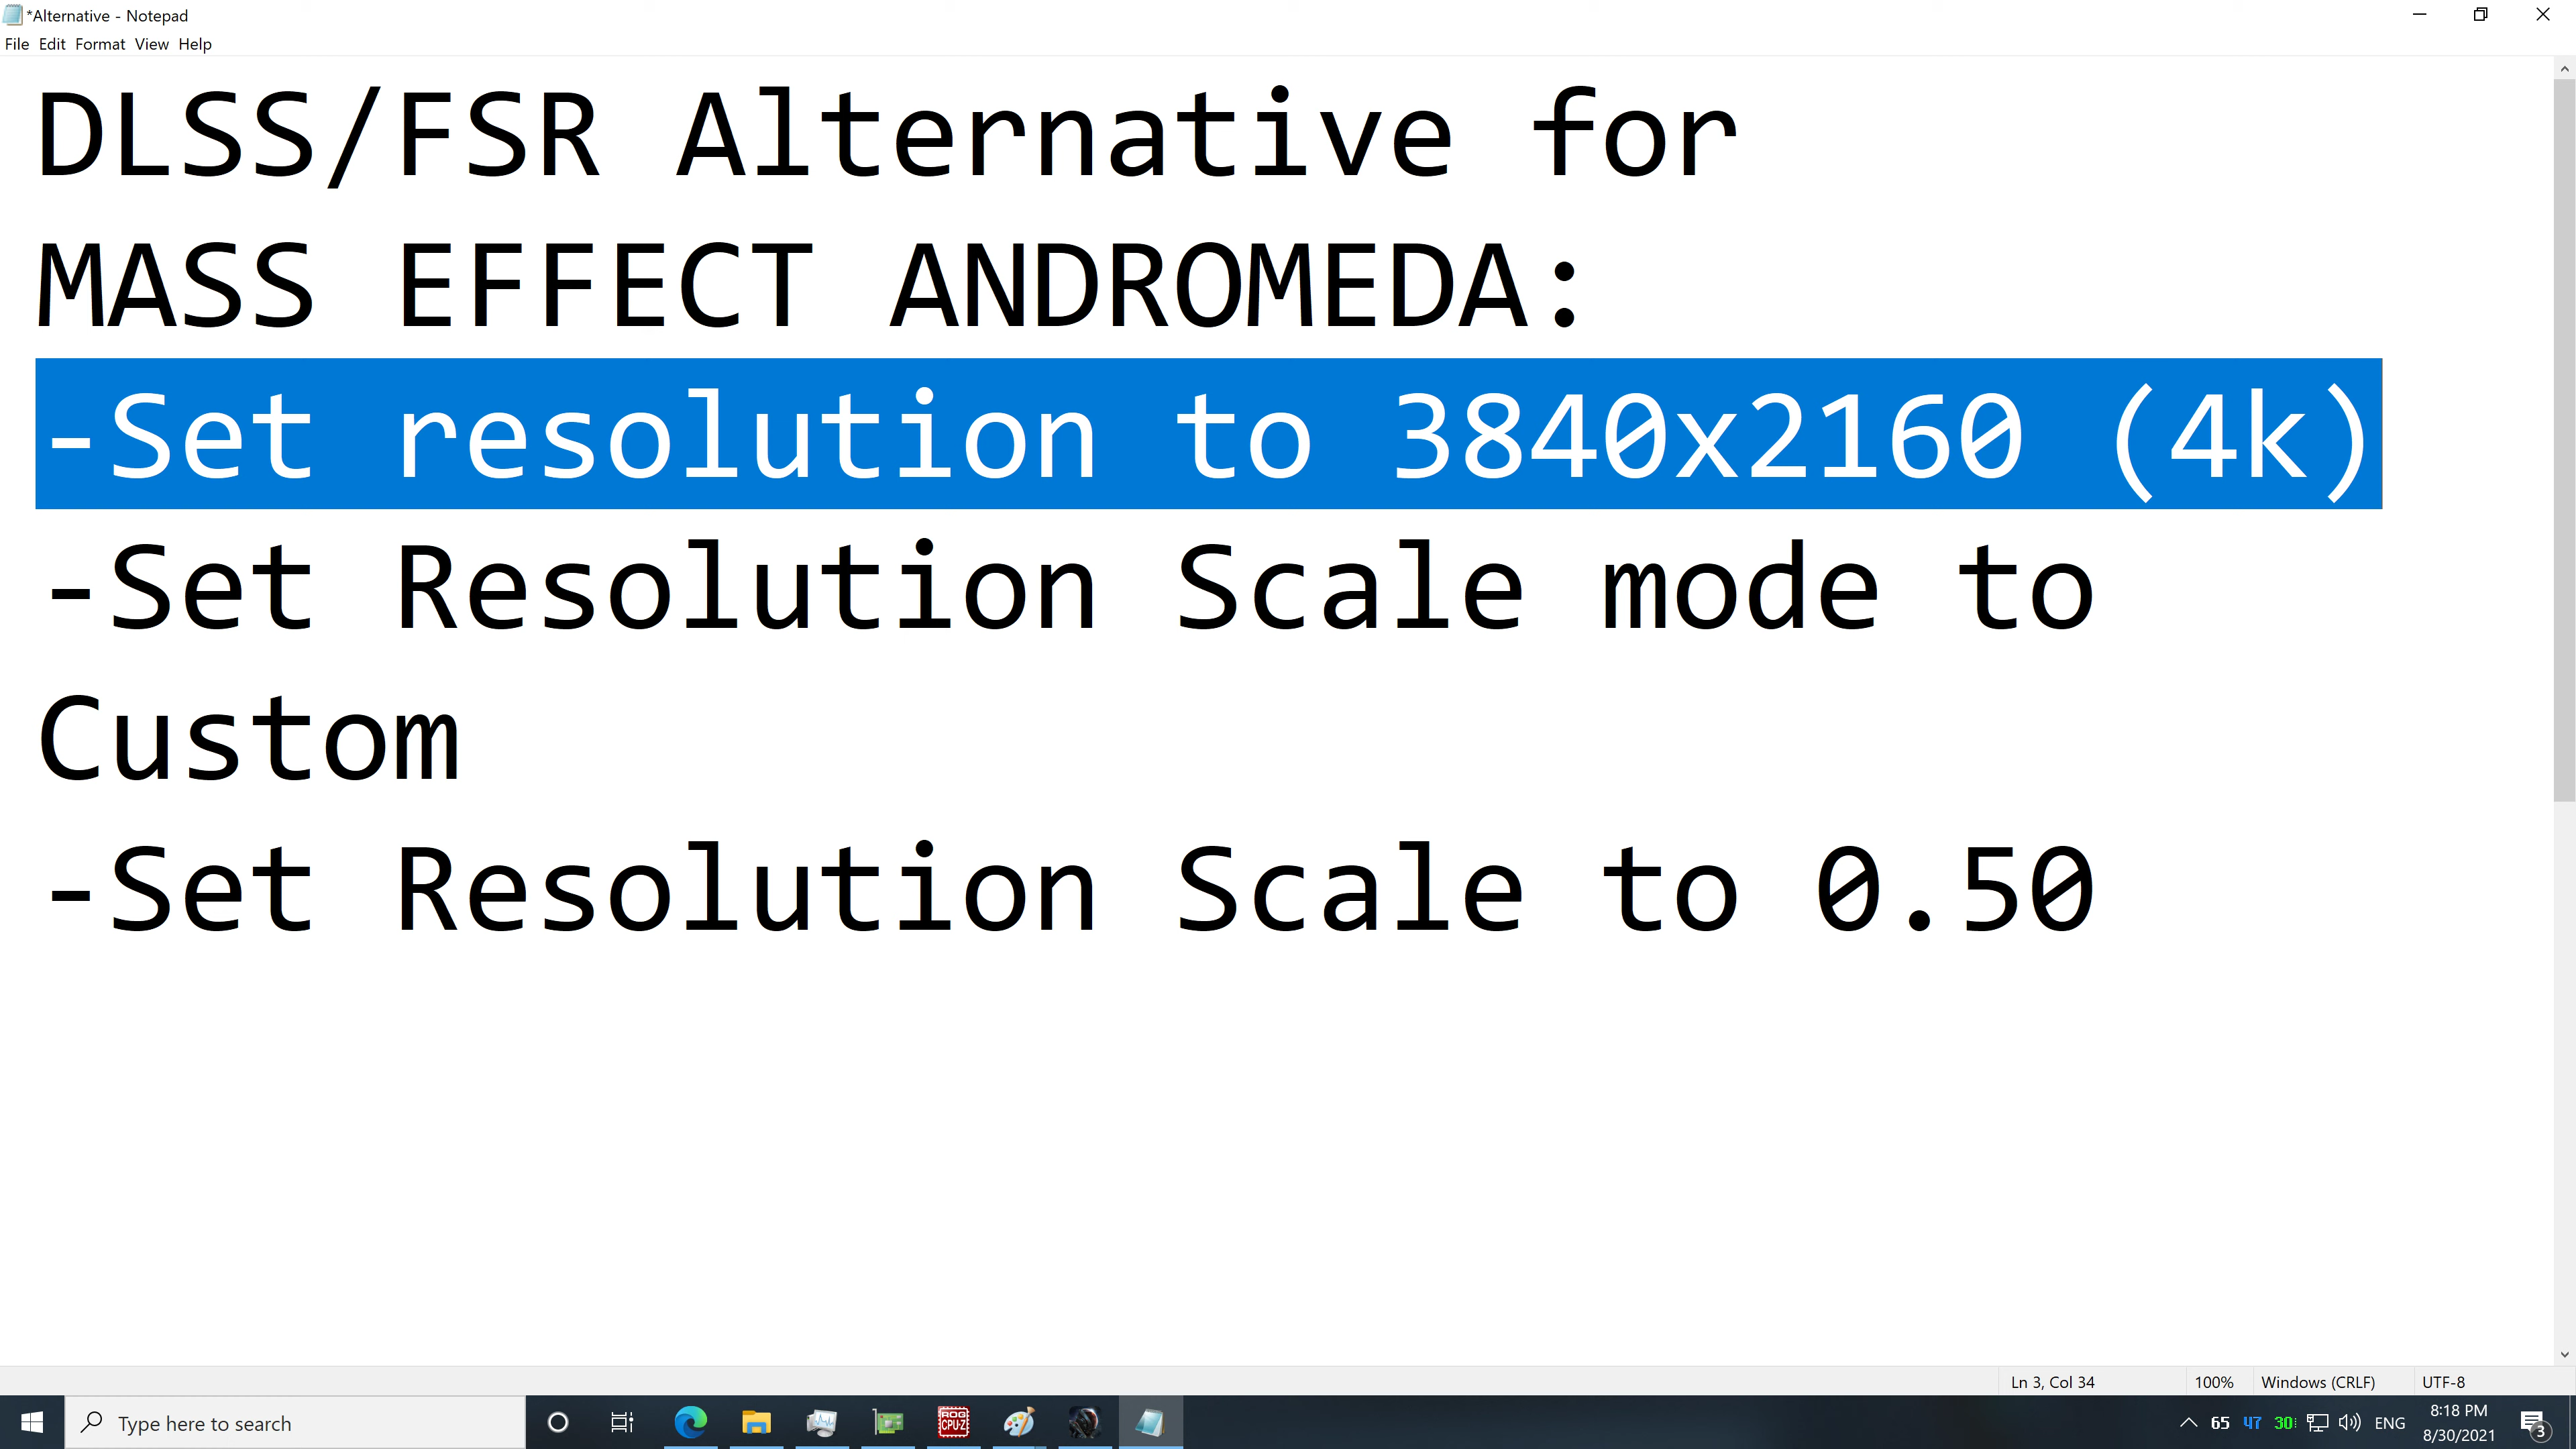 *Alternative - Notepad
File Edit Format View Help
DLSS/FSR Alternative for
MASS EFFECT ANDROMEDA:
-Set resolution to 3840x2160 (4k)
-Set Resolution Scale mode to
Custom
-Set Resolution Scale to 0.50
Ln 3, Col 34 100% Windows (CRLF) UTF-8
Type here to search
ROG
CPU-Z
65 47 30 ENG
8:18 PM
8/30/2021
3